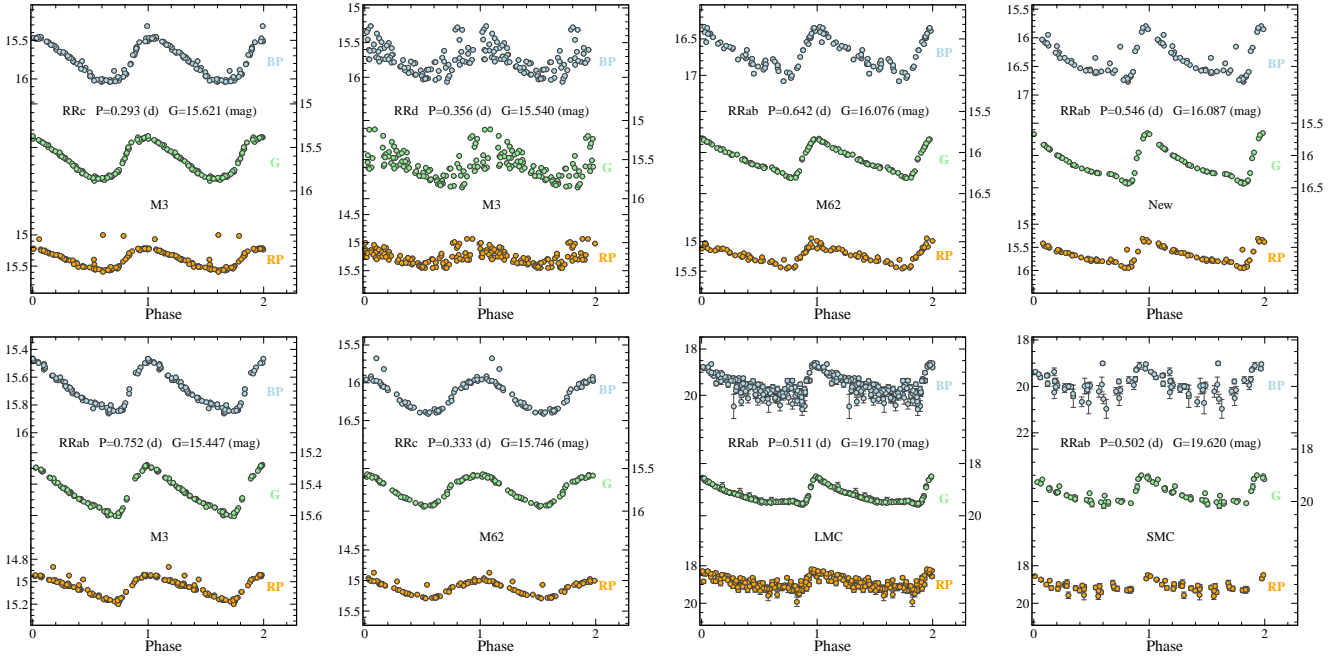 15.5
16
BP
RRc P=0.293 (d) G=15.621 (mag)
15
15.5
16
G
M3
15
15.5
RP
0 1 2
Phase
15.5
16
BP
RRd P=0.356 (d) G=15.540 (mag)
15
15.5
16
G
M3
14.5
15
15.5
RP
0 1 2
Phase
16.5
17
BP
RRab P=0.642 (d) G=16.076 (mag)
15.5
16
16.5
G
M62
15
15.5
RP
0 1 2
Phase
15.5
16
16.5
17
BP
RRab P=0.546 (d) G=16.087 (mag)
15.5
16
16.5
G
New
15
15.5
16
RP
0 1 2
Phase
15.4
15.6
15.8
16
BP
RRab P=0.752 (d) G=15.447 (mag)
15.2
15.4
15.6
G
M3
14.8
15
15.2
RP
0 1 2
Phase
15.5
16
16.5
BP
RRc P=0.333 (d) G=15.746 (mag)
15.5
16
G
M62
14.5
15
15.5
RP
0 1 2
Phase
18
20
BP
RRab P=0.511 (d) G=19.170 (mag)
18
20
G
LMC
18
20
RP
0 1 2
Phase
18
20
22
BP
RRab P=0.502 (d) G=19.620 (mag)
18
20
G
SMC
18
20
RP
0 1 2
Phase